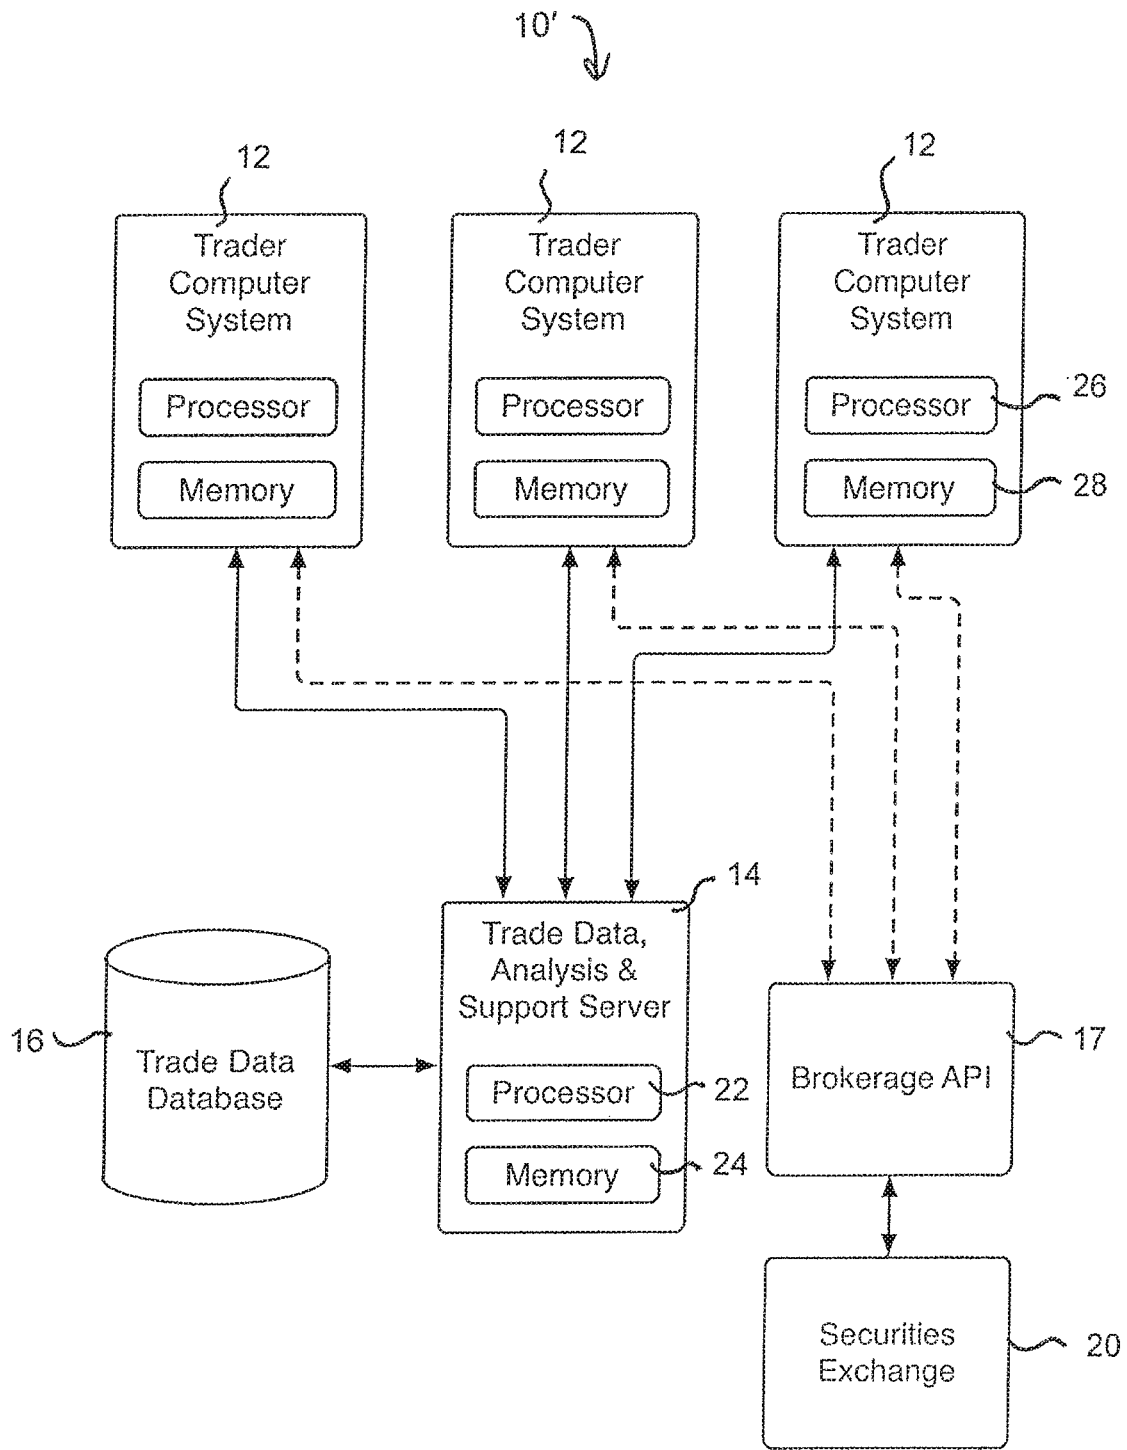 10'
12
12
12
Trader
Computer
System
Processor
Memory
Trader
Computer
System
Processor
Memory
Trader
Computer
System
Processor
26
Memory
28
14
Trade Data,
Analysis &
Support Server
Processor
22
Memory
24
16
Trade Data
Database
17
Brokerage API
Securities
Exchange
20